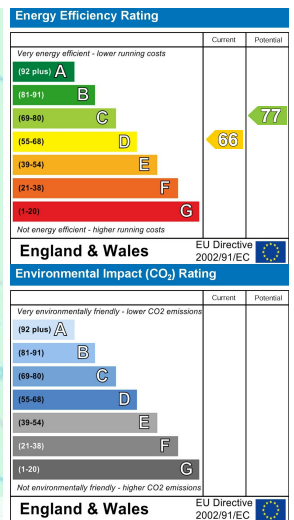 Energy Efficiency Rating
Current Potential
Very energy efficient - lower running costs
(92 plus) A
(81-91) B
(69-80) C
77
(55-68) D
66
(39-54) E
(21-38) F
(1-20) G
Not energy efficient - higher running costs
England & Wales
EU Directive
2002/91/EC
Environmental Impact (CO₂) Rating
Current Potential
Very environmentally friendly - lower CO2 emissions
(92 plus) A
(81-91) B
(69-80) C
(55-68) D
(39-54) E
(21-38) F
(1-20) G
Not environmentally friendly - higher CO2 emissions
England & Wales
EU Directive
2002/91/EC